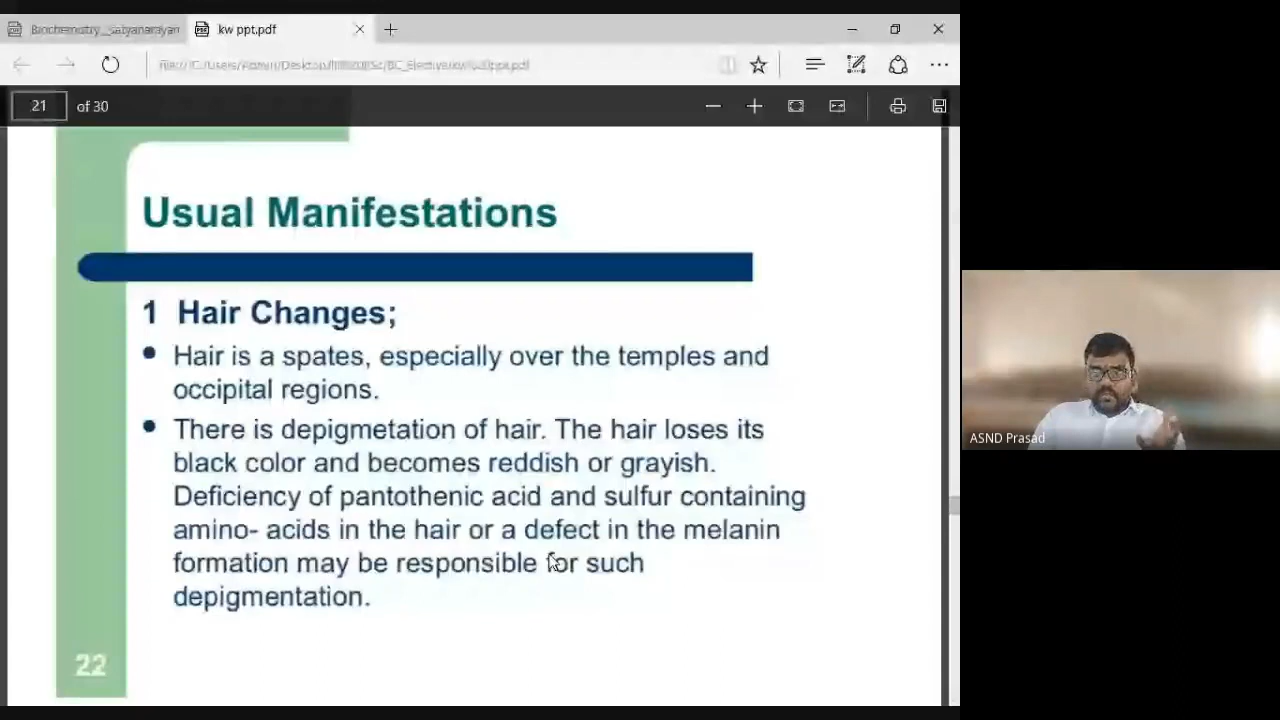 Biochemistry_Satyanarayan
kw ppt.pdf
21 of 30
Usual Manifestations
1 Hair Changes;
Hair is a spates, especially over the temples and
occipital regions.
There is depigmetation of hair. The hair loses its
black color and becomes reddish or grayish.
Deficiency of pantothenic acid and sulfur containing
amino- acids in the hair or a defect in the melanin
formation may be responsible for such
depigmentation.
22
ASND Prasad